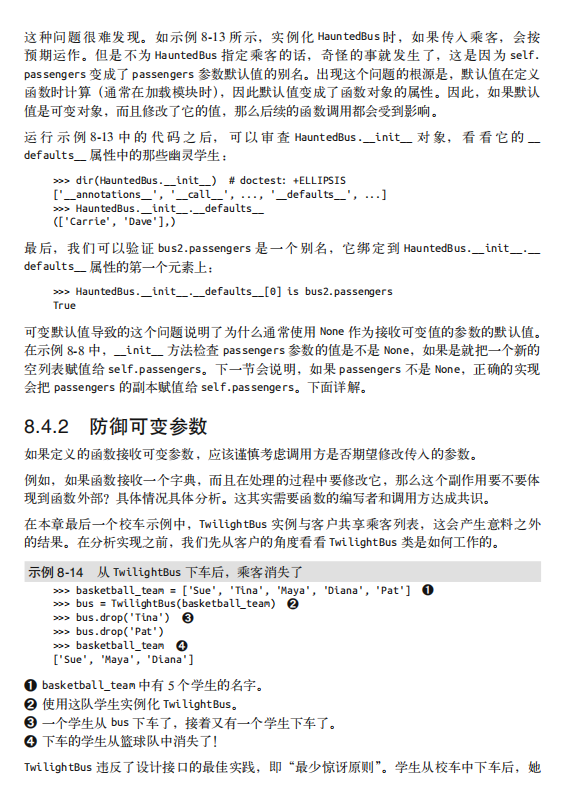 这种问题很难发现。如示例 8-13 所示，实例化 HauntedBus 时，如果传入乘客，会按
预期运作。但是不为 HauntedBus 指定乘客的话，奇怪的事就发生了，这是因为 self.
passengers 变成了 passengers 参数默认值的别名。出现这个问题的根源是，默认值在定义
函数时计算（通常在加载模块时），因此默认值变成了函数对象的属性。因此，如果默认
值是可变对象，而且修改了它的值，那么后续的函数调用都会受到影响。
运行示例 8-13 中的代码之后，可以审查 HauntedBus.__init__ 对象，看看它的 __
defaults__ 属性中的那些幽灵学生：
>>> dir(HauntedBus.__init__)  # doctest: +ELLIPSIS
['__annotations__', '__call__', ..., '__defaults__', ...]
>>> HauntedBus.__init__.__defaults__
(['Carrie', 'Dave'],)
最后，我们可以验证 bus2.passengers 是一个别名，它绑定到 HauntedBus.__init__.__
defaults__ 属性的第一个元素上：
>>> HauntedBus.__init__.__defaults__[0] is bus2.passengers
True
可变默认值导致的这个问题说明了为什么通常使用 None 作为接收可变值的参数的默认值。
在示例 8-8 中，__init__ 方法检查 passengers 参数的值是不是 None，如果是就把一个新的
空列表赋值给 self.passengers。下一节会说明，如果 passengers 不是 None，正确的实现
会把 passengers 的副本赋值给 self.passengers。下面详解。
8.4.2 防御可变参数
如果定义的函数接收可变参数，应该谨慎考虑调用方是否期望修改传入的参数。
例如，如果函数接收一个字典，而且在处理的过程中要修改它，那么这个副作用要不要体
现到函数外部？具体情况具体分析。这其实需要函数的编写者和调用方达成共识。
在本章最后一个校车示例中，TwilightBus 实例与客户共享乘客列表，这会产生意料之外
的结果。在分析实现之前，我们先从客户的角度看看 TwilightBus 类是如何工作的。
示例 8-14 从 TwilightBus 下车后，乘客消失了
>>> basketball_team = ['Sue', 'Tina', 'Maya', 'Diana', 'Pat'] ❶
>>> bus = TwilightBus(basketball_team) ❷
>>> bus.drop('Tina') ❸
>>> bus.drop('Pat')
>>> basketball_team ❹
['Sue', 'Maya', 'Diana']
❶ basketball_team 中有 5 个学生的名字。
❷ 使用这队学生实例化 TwilightBus。
❸ 一个学生从 bus 下车了，接着又有一个学生下车了。
❹ 下车的学生从篮球队中消失了！
TwilightBus 违反了设计接口的最佳实践，即“最少惊讶原则”。学生从校车中下车后，她